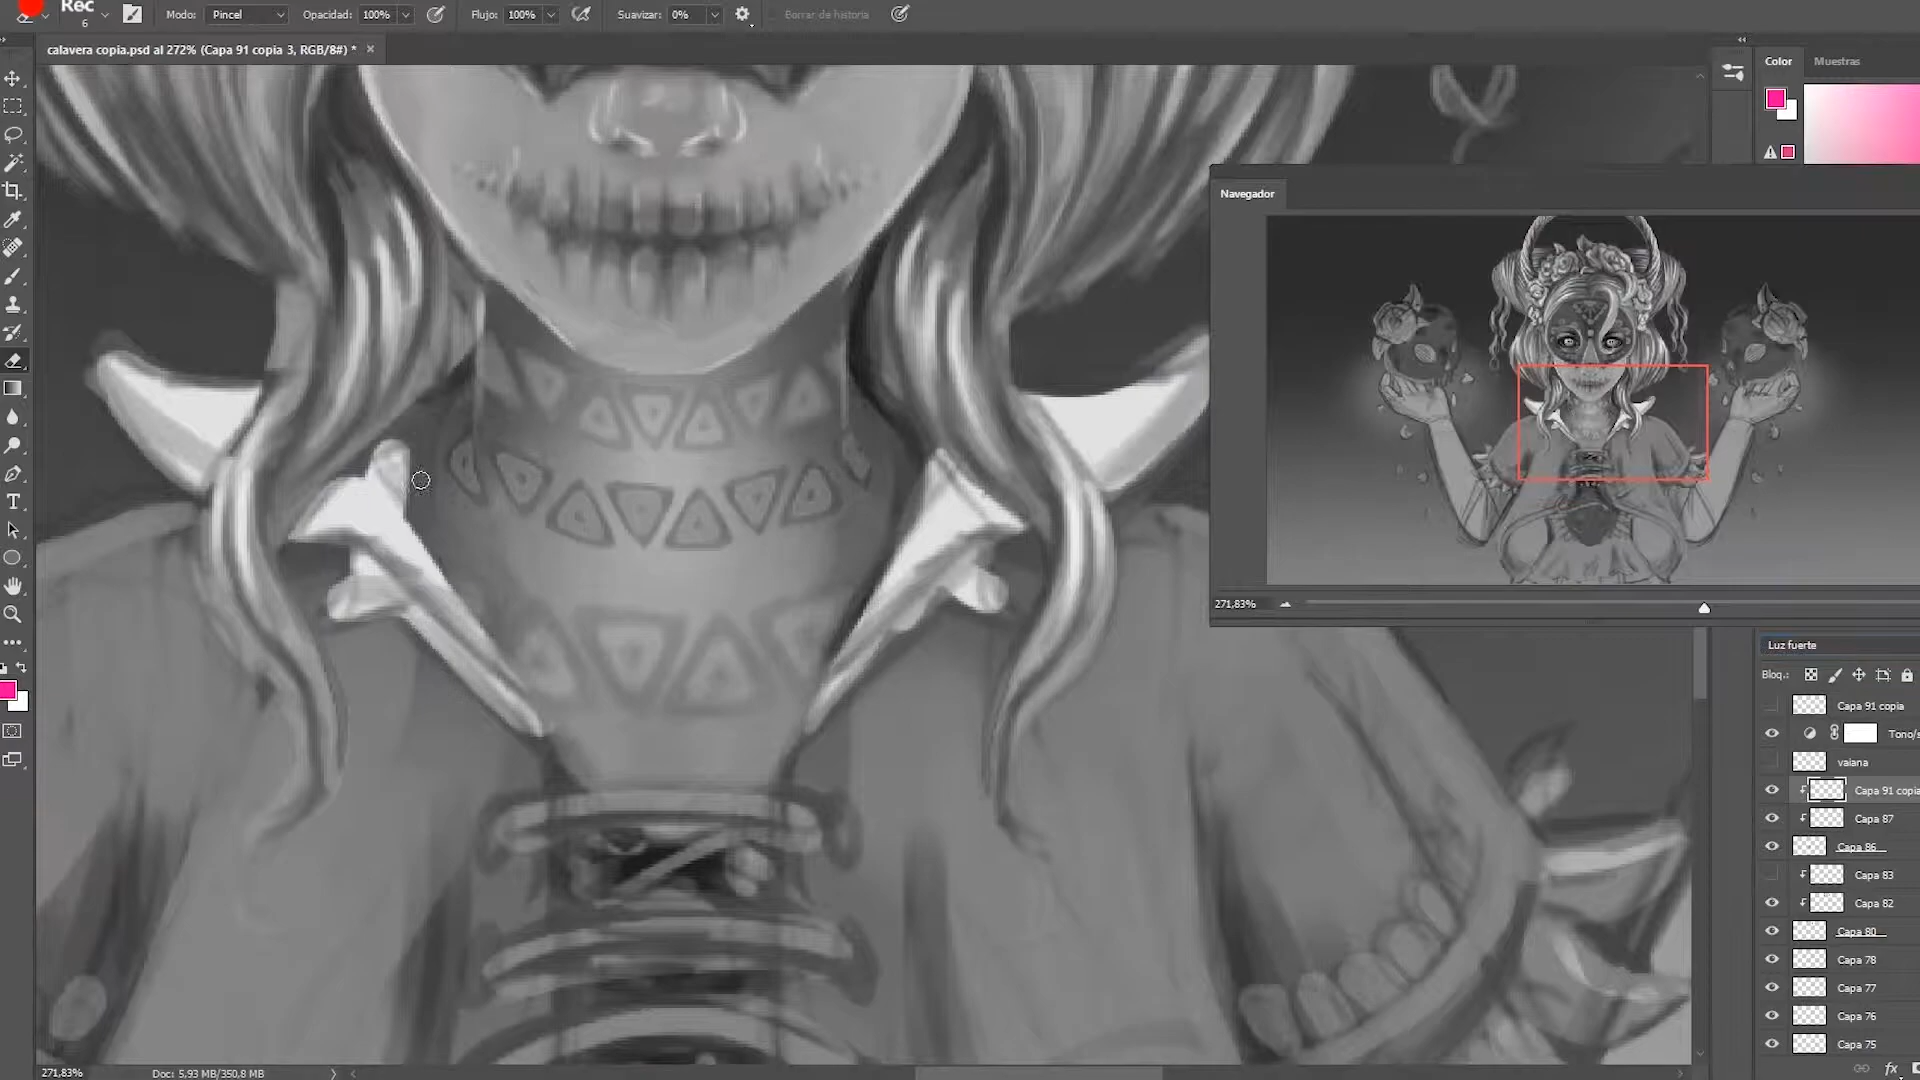 Rec
6
Modo: Pincel Opacidad: 100% Flujo: 100% Suavizar: 0% Borrar de historia
calavera copia.psd al 272% (Capa 91 copia 3, RGB/8#) * ×
Color Muestras
Navegador
271,83%
Luz fuerte
Bloq.:
Capa 91 copia
Tono/s
vaiana
Capa 91 copia
Capa 87
Capa 86
Capa 83
Capa 82
Capa 80
Capa 78
Capa 77
Capa 76
Capa 75
fx
271,83% Doc: 5,93 MB/350,8 MB